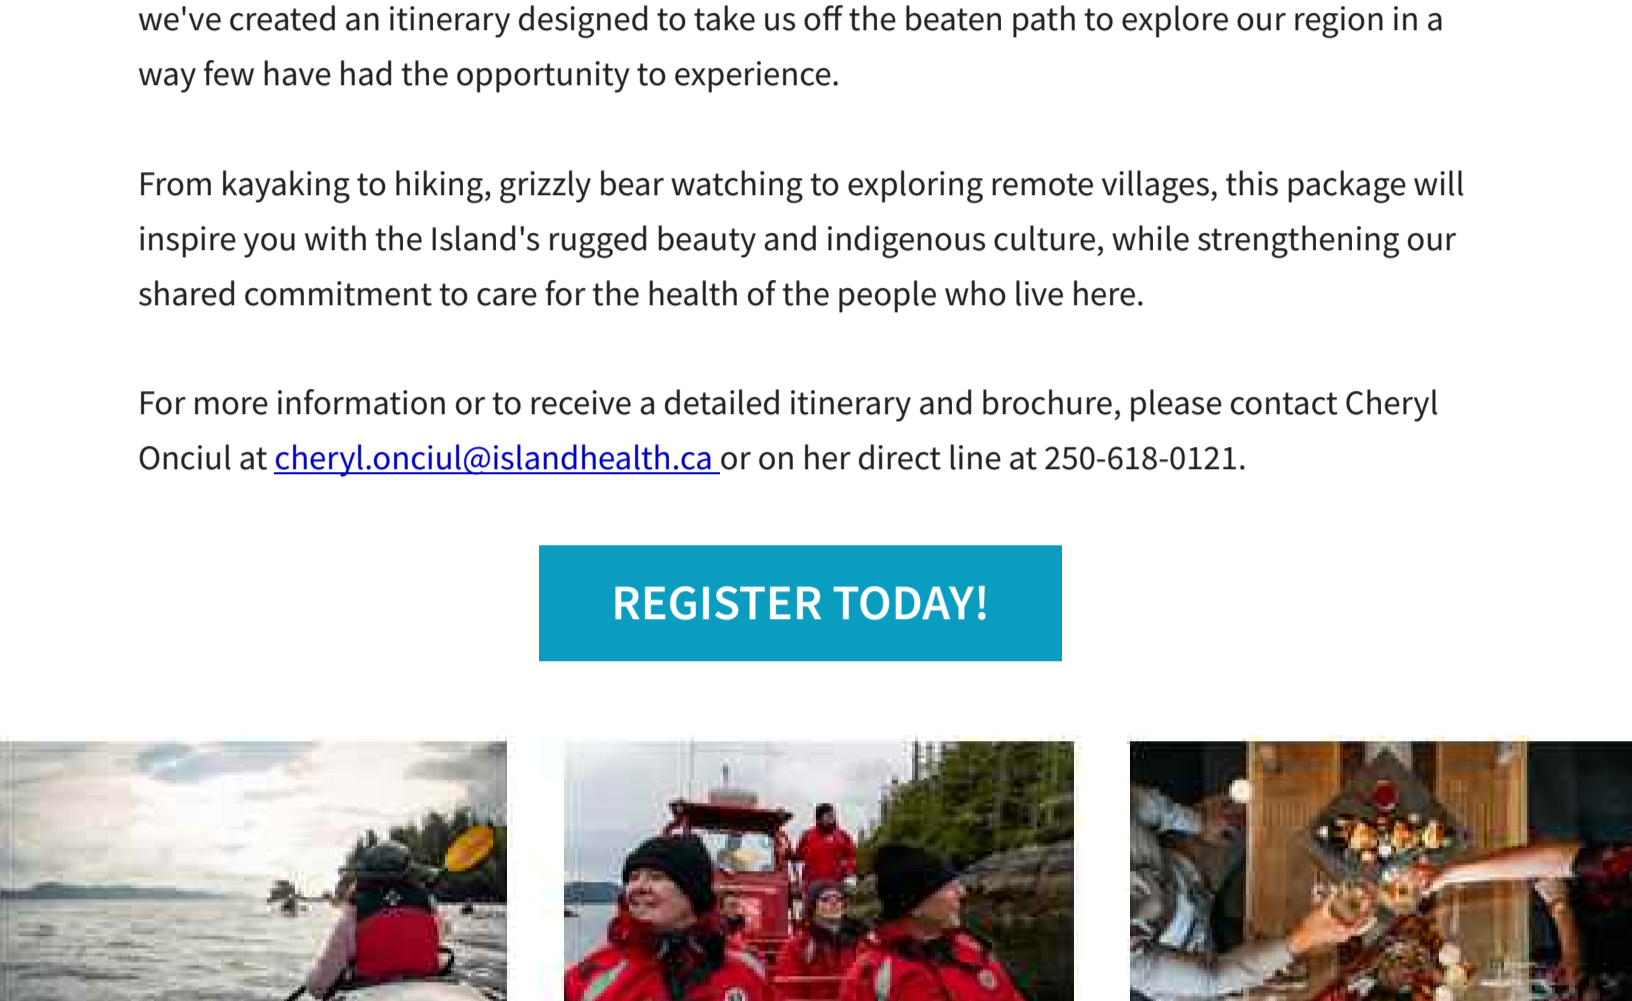 we've created an itinerary designed to take us off the beaten path to explore our region in a
way few have had the opportunity to experience.
From kayaking to hiking, grizzly bear watching to exploring remote villages, this package will
inspire you with the Island's rugged beauty and indigenous culture, while strengthening our
shared commitment to care for the health of the people who live here.
For more information or to receive a detailed itinerary and brochure, please contact Cheryl
Onciul at cheryl.onciul@islandhealth.ca or on her direct line at 250-618-0121.
REGISTER TODAY!